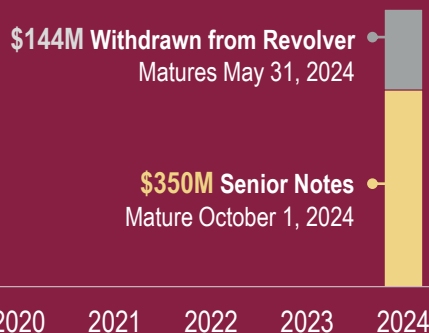 $144M Withdrawn from Revolver
Matures May 31, 2024
$350M Senior Notes
Mature October 1, 2024
2020 2021 2022 2023 2024